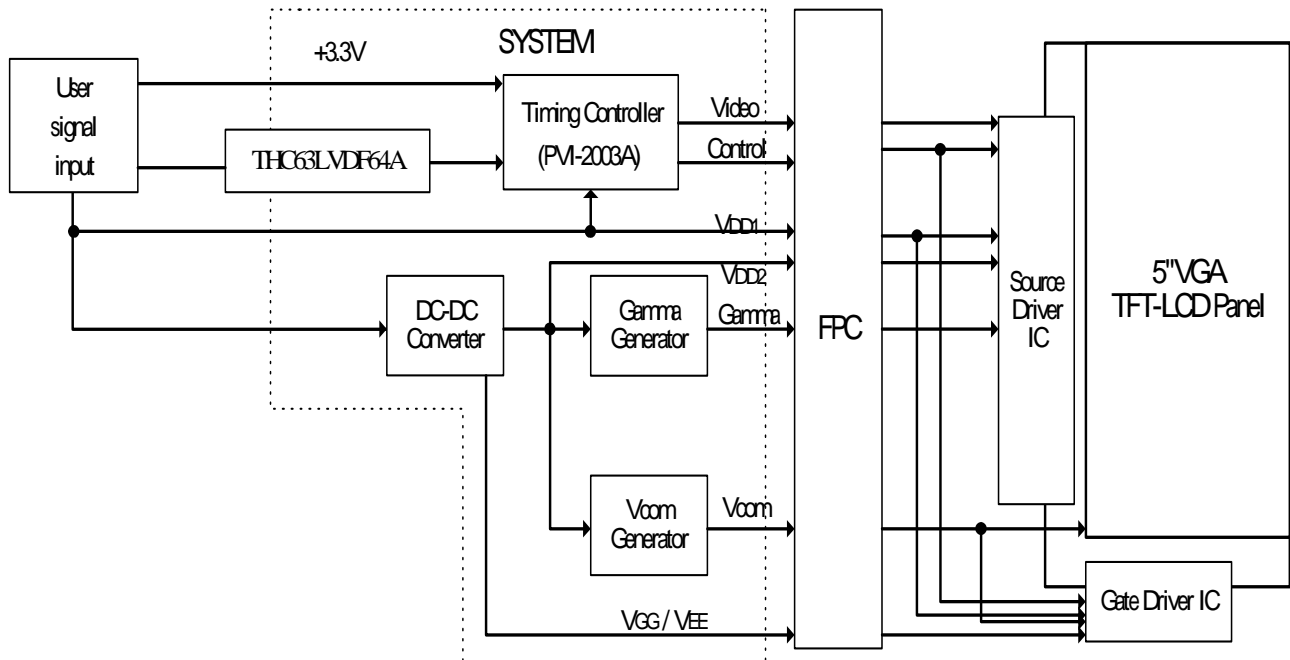 SYSTEM
+3.3V
User
signal
input
THC63LVDF64A
Timing Controller
(PVI-2003A)
Video
Control
VDD1
VDD2
DC-DC
Converter
Gamma
Generator
Gamma
Vcom
Generator
Vcom
VGG / VEE
FPC
Source
Driver
IC
5"VGA
TFT-LCD Panel
Gate Driver IC